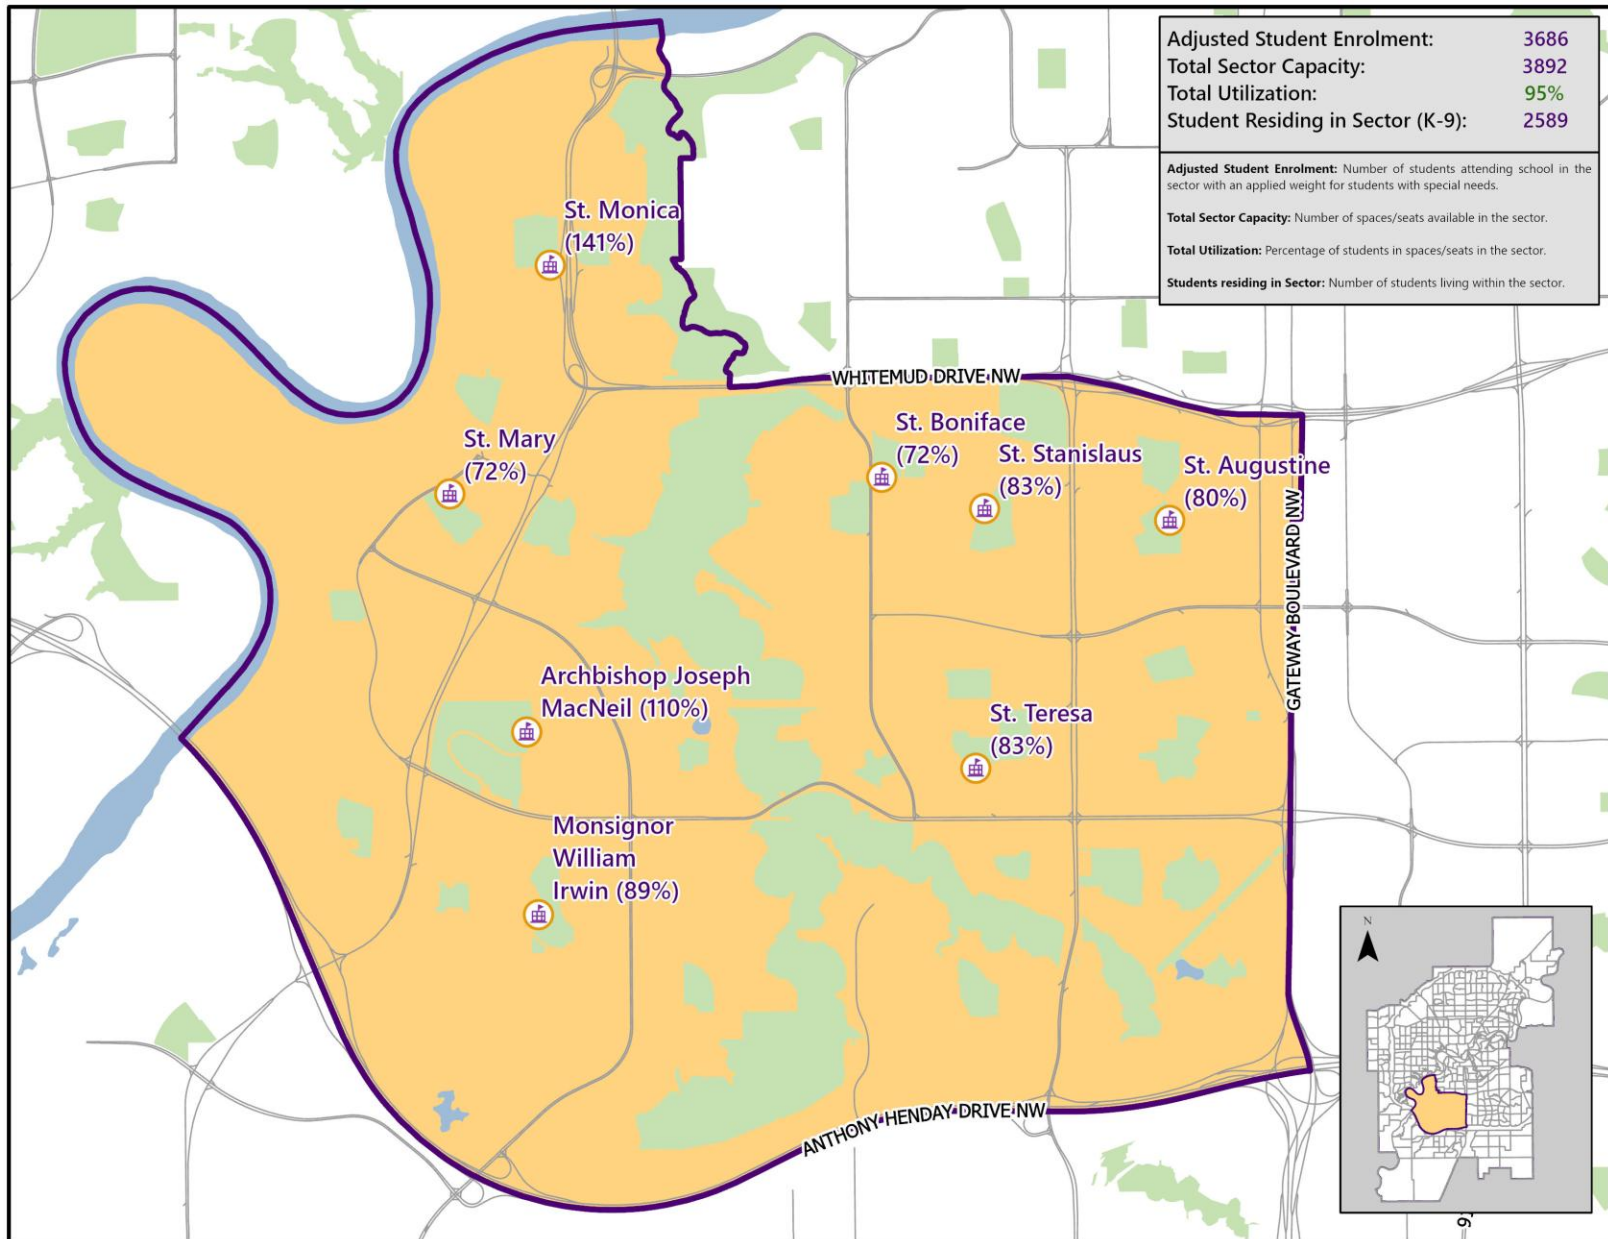 Adjusted Student Enrolment: 3686
Total Sector Capacity: 3892
Total Utilization: 95%
Student Residing in Sector (K-9): 2589
Adjusted Student Enrolment: Number of students attending school in the
sector with an applied weight for students with special needs.
Total Sector Capacity: Number of spaces/seats available in the sector.
Total Utilization: Percentage of students in spaces/seats in the sector.
Students residing in Sector: Number of students living within the sector.
St. Monica
(141%)
WHITEMUD DRIVE NW
St. Mary
(72%)
St. Boniface
(72%)
St. Stanislaus
(83%)
St. Augustine
(80%)
GATEWAY BOULEVARD NW
Archbishop Joseph
MacNeil (110%)
St. Teresa
(83%)
Monsignor
William
Irwin (89%)
ANTHONY HENDAY DRIVE NW
N